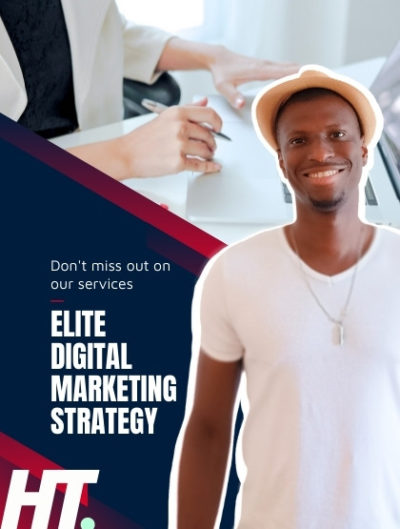 Don't miss out on
our services
ELITE
DIGITAL
MARKETING
STRATEGY
HT.